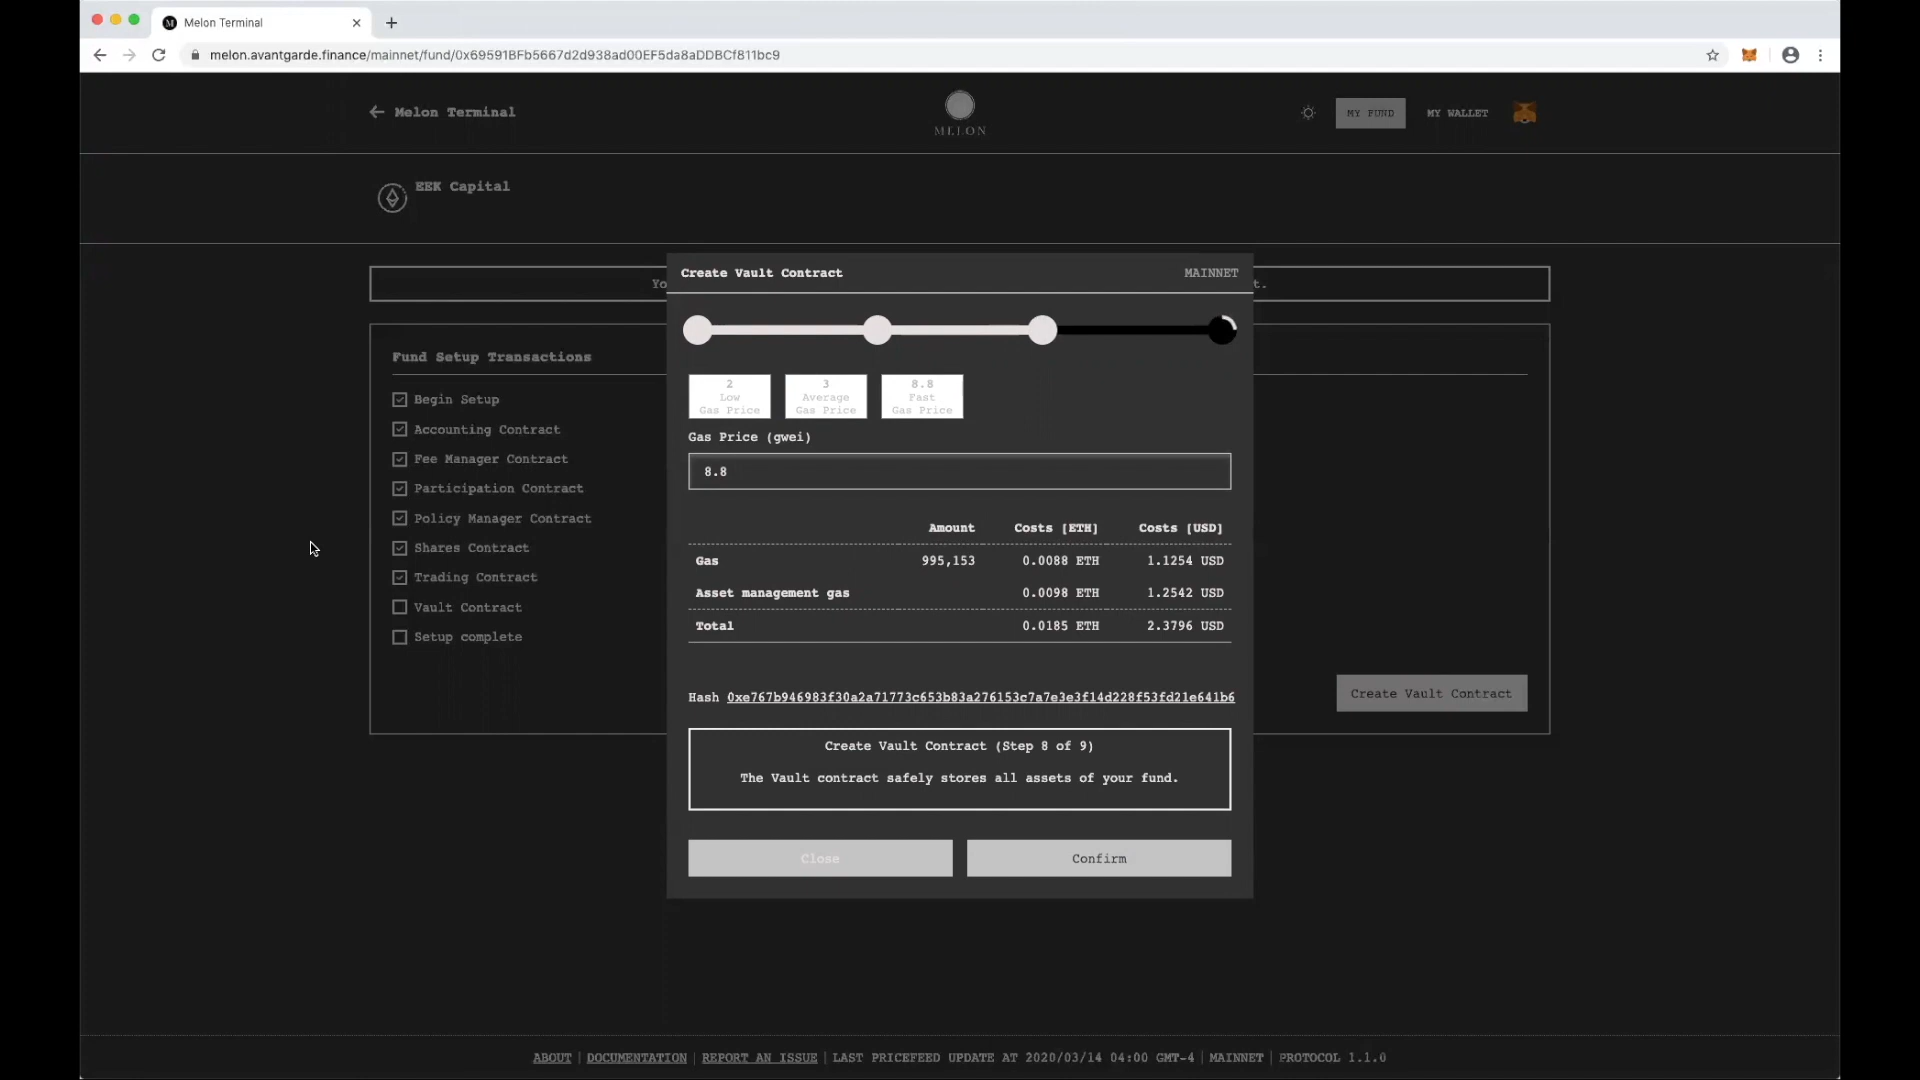 Melon Terminal
melon.avantgarde.finance/mainnet/fund/0x69591BFb5667d2d938ad00EF5da8aDDBCf811bc9
Melon Terminal
MELON
MY FUND
MY WALLET
EEK Capital
Yo
t.
Create Vault Contract
MAINNET
Fund Setup Transactions
Begin Setup
Accounting Contract
Fee Manager Contract
Participation Contract
Policy Manager Contract
Shares Contract
Trading Contract
Vault Contract
Setup complete
2
Low
Gas Price
3
Average
Gas Price
8.8
Fast
Gas Price
Gas Price (gwei)
8.8
Amount Costs [ETH] Costs [USD]
Gas 995,153 0.0088 ETH 1.1254 USD
Asset management gas 0.0098 ETH 1.2542 USD
Total 0.0185 ETH 2.3796 USD
Hash 0xe767b946983f30a2a71773c653b83a276153c7a7e3e3f14d228f53fd21e641b6
Create Vault Contract (Step 8 of 9)
The Vault contract safely stores all assets of your fund.
Close
Confirm
Create Vault Contract
ABOUT | DOCUMENTATION | REPORT AN ISSUE | LAST PRICEFEED UPDATE AT 2020/03/14 04:00 GMT-4 | MAINNET | PROTOCOL 1.1.0